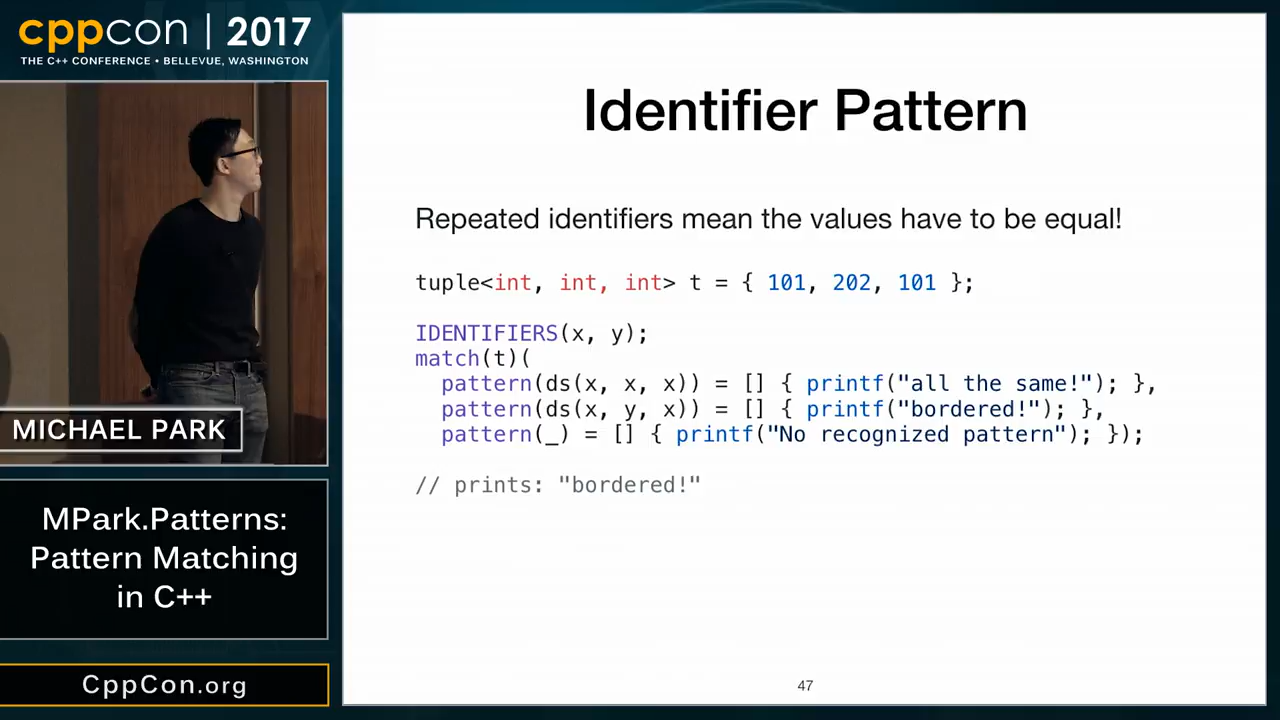 cppcon | 2017
THE C++ CONFERENCE • BELLEVUE, WASHINGTON
MICHAEL PARK
MPark.Patterns:
Pattern Matching
in C++
CppCon.org
Identifier Pattern
Repeated identifiers mean the values have to be equal!
tuple<int, int, int> t = { 101, 202, 101 };
IDENTIFIERS(x, y);
match(t)(
  pattern(ds(x, x, x)) = [] { printf("all the same!"); },
  pattern(ds(x, y, x)) = [] { printf("bordered!"); },
  pattern(_) = [] { printf("No recognized pattern"); });
// prints: "bordered!"
47